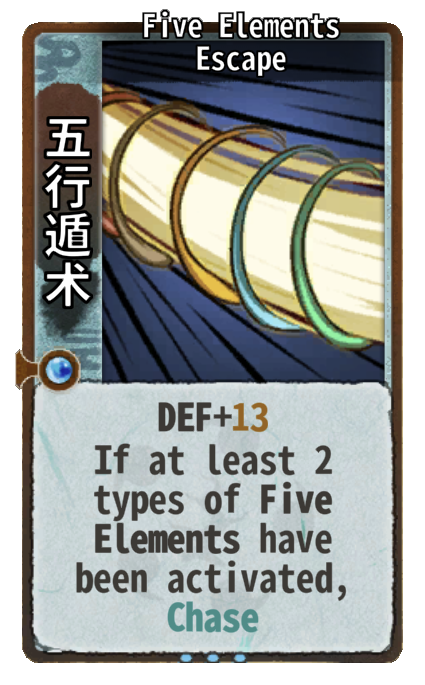 Five Elements
Escape
五行遁术
DEF+13
If at least 2
types of Five
Elements have
been activated,
Chase